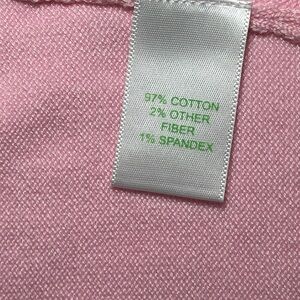 97% COTTON
2% OTHER
FIBER
1% SPANDEX